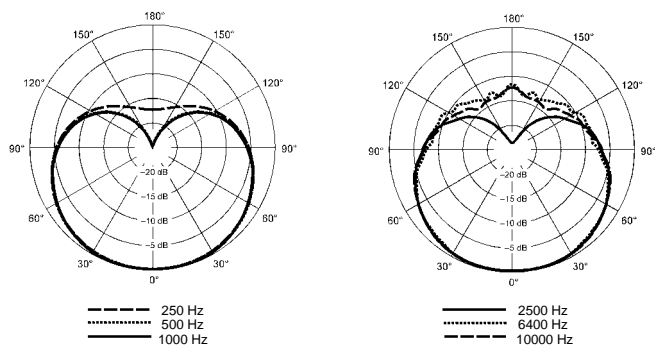 180°
150° 150°
120° 120°
90° 90°
60° 60°
30° 30°
0°
–20 dB
–15 dB
–10 dB
–5 dB
250 Hz
500 Hz
1000 Hz
180°
150° 150°
120° 120°
90° 90°
60° 60°
30° 30°
0°
–20 dB
–15 dB
–10 dB
–5 dB
2500 Hz
6400 Hz
10000 Hz